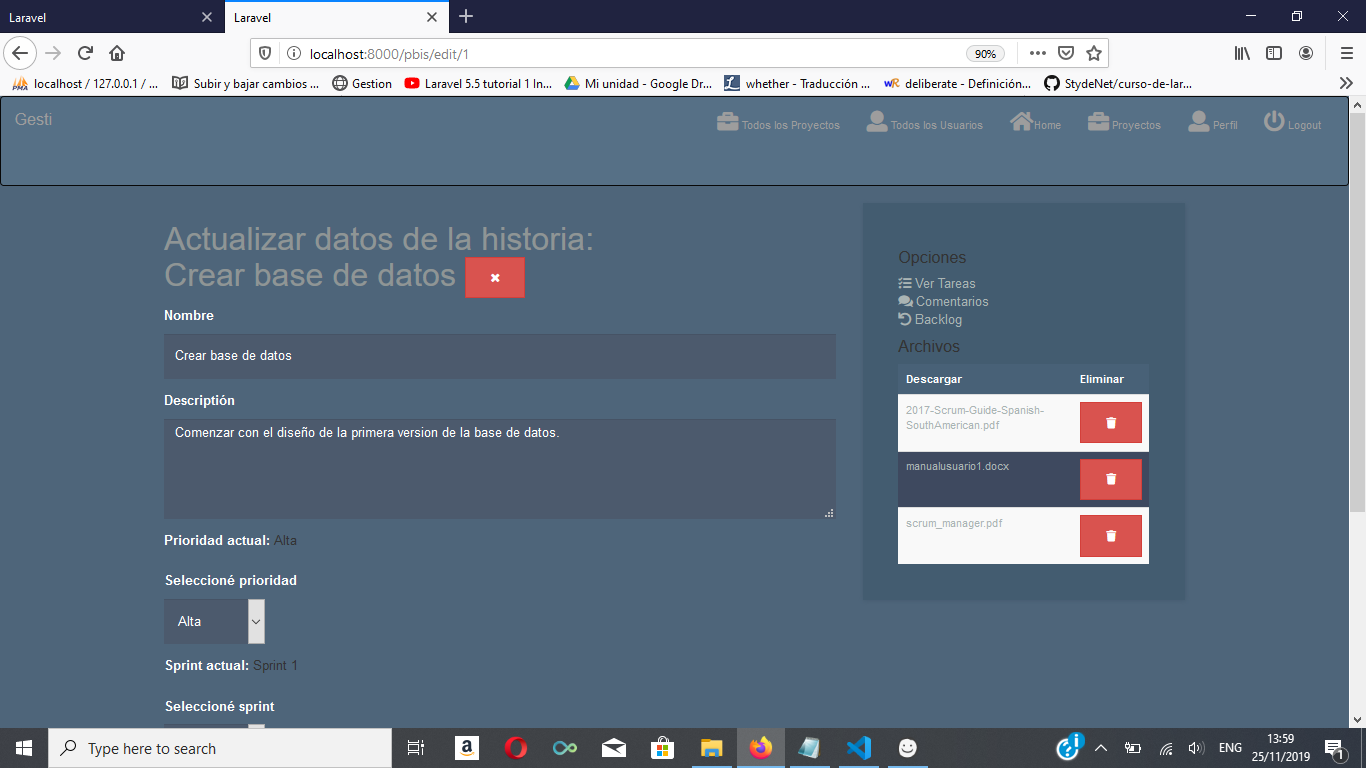 Laravel
Laravel
localhost:8000/pbis/edit/1
90%
localhost / 127.0.0.1 / ...
Subir y bajar cambios ...
Gestion
Laravel 5.5 tutorial 1 In...
Mi unidad - Google Dr...
whether - Traducción ...
deliberate - Definición...
StydeNet/curso-de-lar...
Gesti
Todos los Proyectos
Todos los Usuarios
Home
Proyectos
Perfil
Logout
Actualizar datos de la historia:
Crear base de datos
Nombre
Crear base de datos
Descriptión
Comenzar con el diseño de la primera version de la base de datos.
Prioridad actual: Alta
Seleccioné prioridad
Alta
Sprint actual: Sprint 1
Seleccioné sprint
Opciones
Ver Tareas
Comentarios
Backlog
Archivos
Descargar Eliminar
2017-Scrum-Guide-Spanish-
SouthAmerican.pdf
manualusuario1.docx
scrum_manager.pdf
Type here to search
ENG
13:59
25/11/2019
1